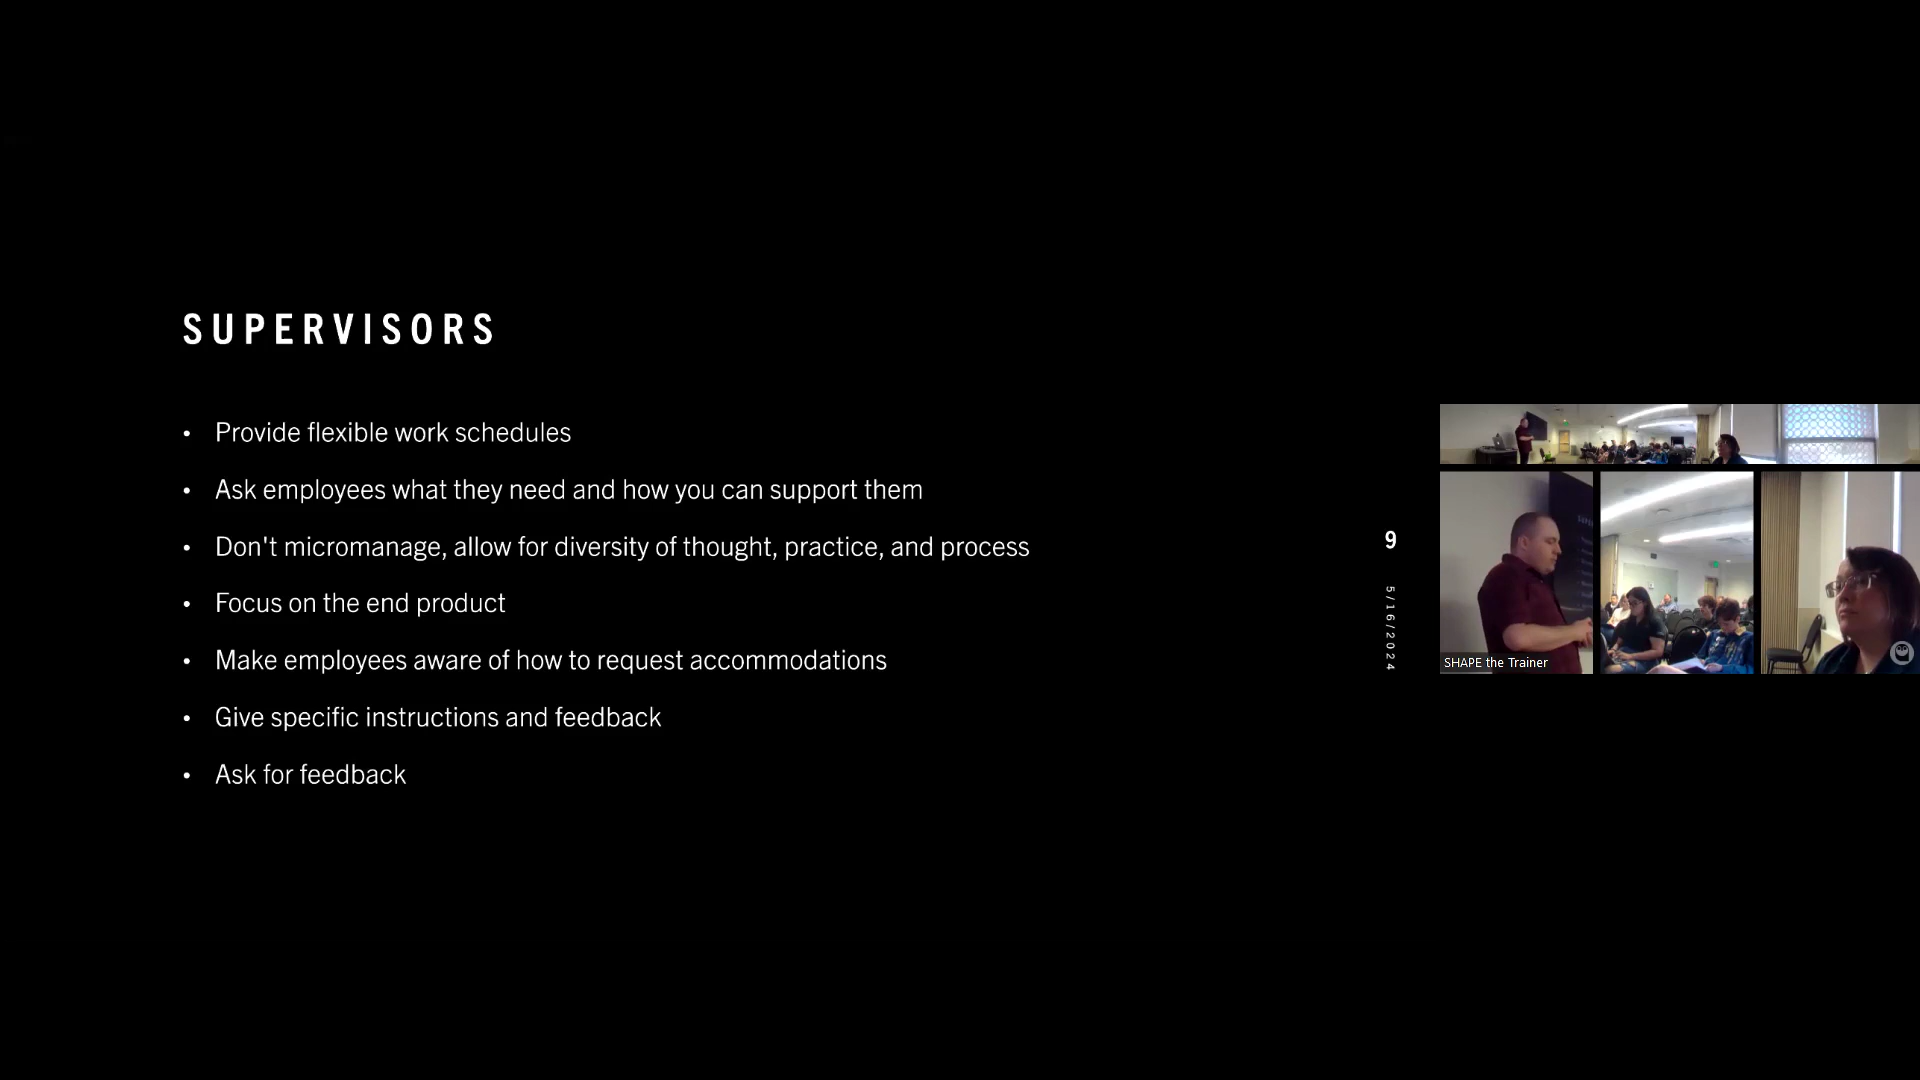 SUPERVISORS
• Provide flexible work schedules
• Ask employees what they need and how you can support them
• Don't micromanage, allow for diversity of thought, practice, and process
• Focus on the end product
• Make employees aware of how to request accommodations
• Give specific instructions and feedback
• Ask for feedback
9
5/16/2024
SHAPE the Trainer